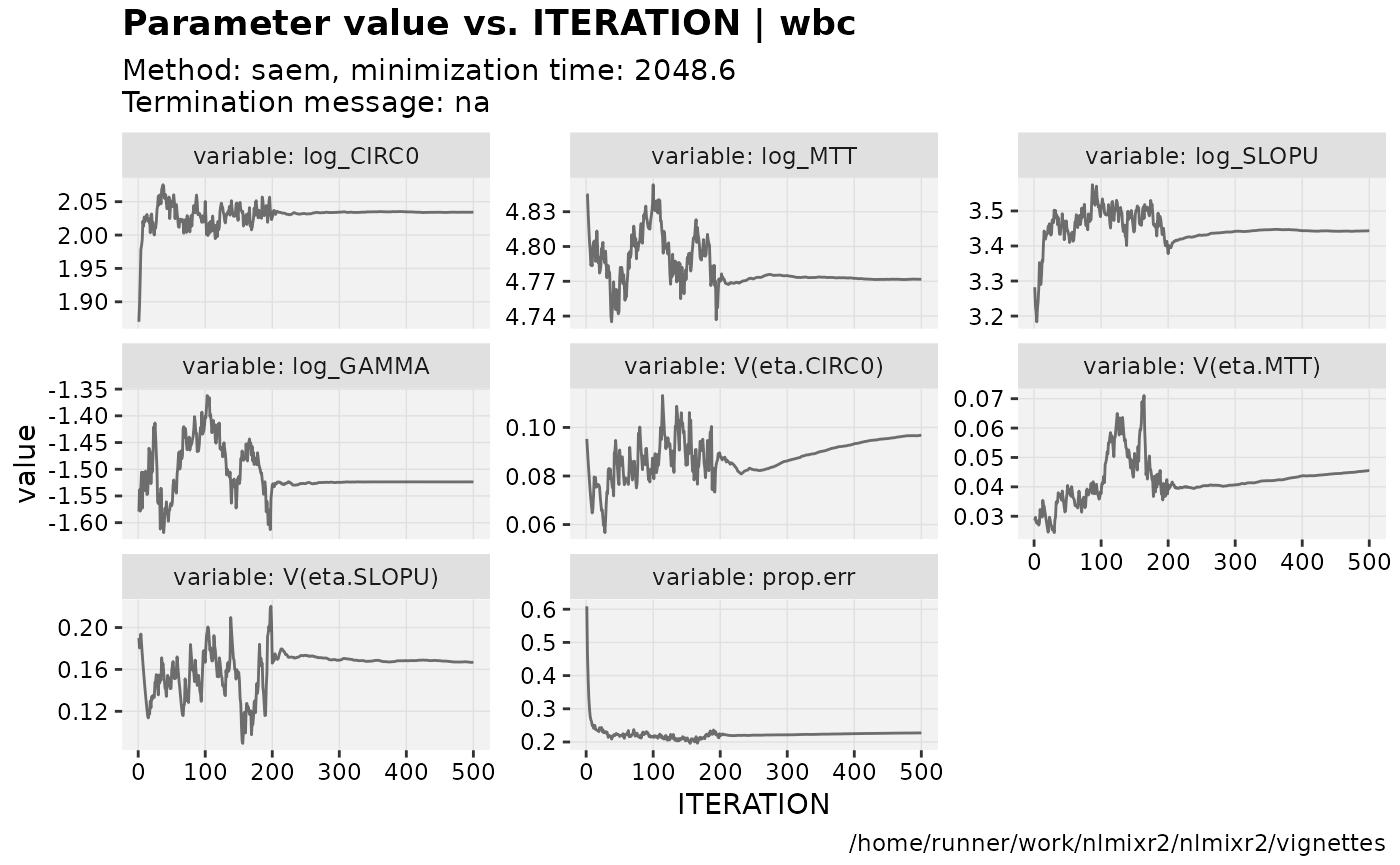 Parameter value vs. ITERATION | wbc
Method: saem, minimization time: 2048.6
Termination message: na
variable: log_CIRC0
variable: log_MTT
variable: log_SLOPU
2.05
2.00
1.95
1.90
4.83
4.80
4.77
4.74
3.5
3.4
3.3
3.2
variable: log_GAMMA
variable: V(eta.CIRC0)
variable: V(eta.MTT)
value
-1.35
-1.40
-1.45
-1.50
-1.55
-1.60
0.10
0.08
0.06
0.07
0.06
0.05
0.04
0.03
0 100 200 300 400 500
variable: V(eta.SLOPU)
variable: prop.err
0.20
0.16
0.12
0.6
0.5
0.4
0.3
0.2
0 100 200 300 400 500
0 100 200 300 400 500
ITERATION
/home/runner/work/nlmixr2/nlmixr2/vignettes